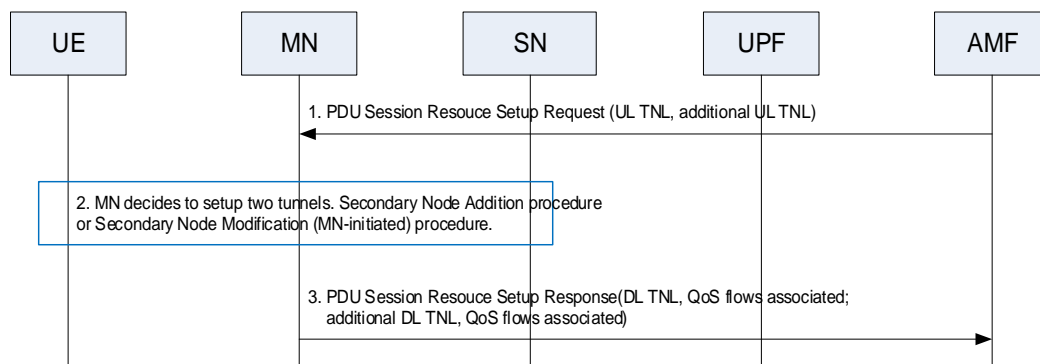 UE MN SN UPF AMF
1. PDU Session Resouce Setup Request (UL TNL, additional UL TNL)
2. MN decides to setup two tunnels. Secondary Node Addition procedure
or Secondary Node Modification (MN-initiated) procedure.
3. PDU Session Resouce Setup Response(DL TNL, QoS flows associated;
additional DL TNL, QoS flows associated)